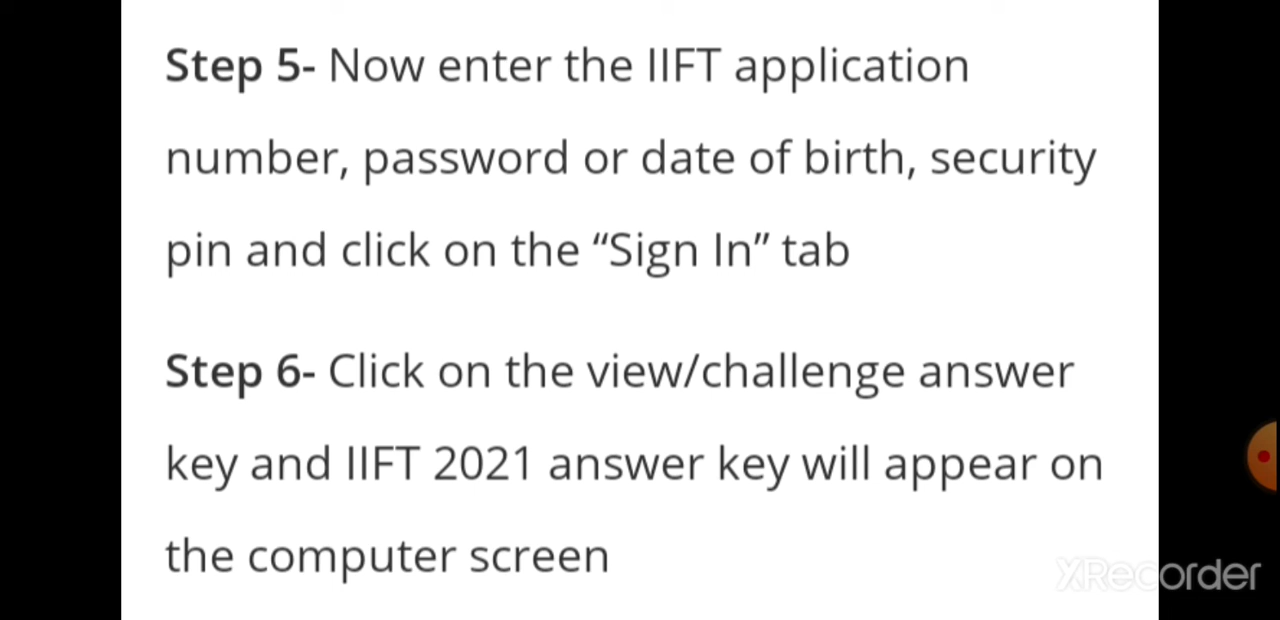 Step 5- Now enter the IIFT application
number, password or date of birth, security
pin and click on the “Sign In” tab
Step 6- Click on the view/challenge answer
key and IIFT 2021 answer key will appear on
the computer screen
XRecorder